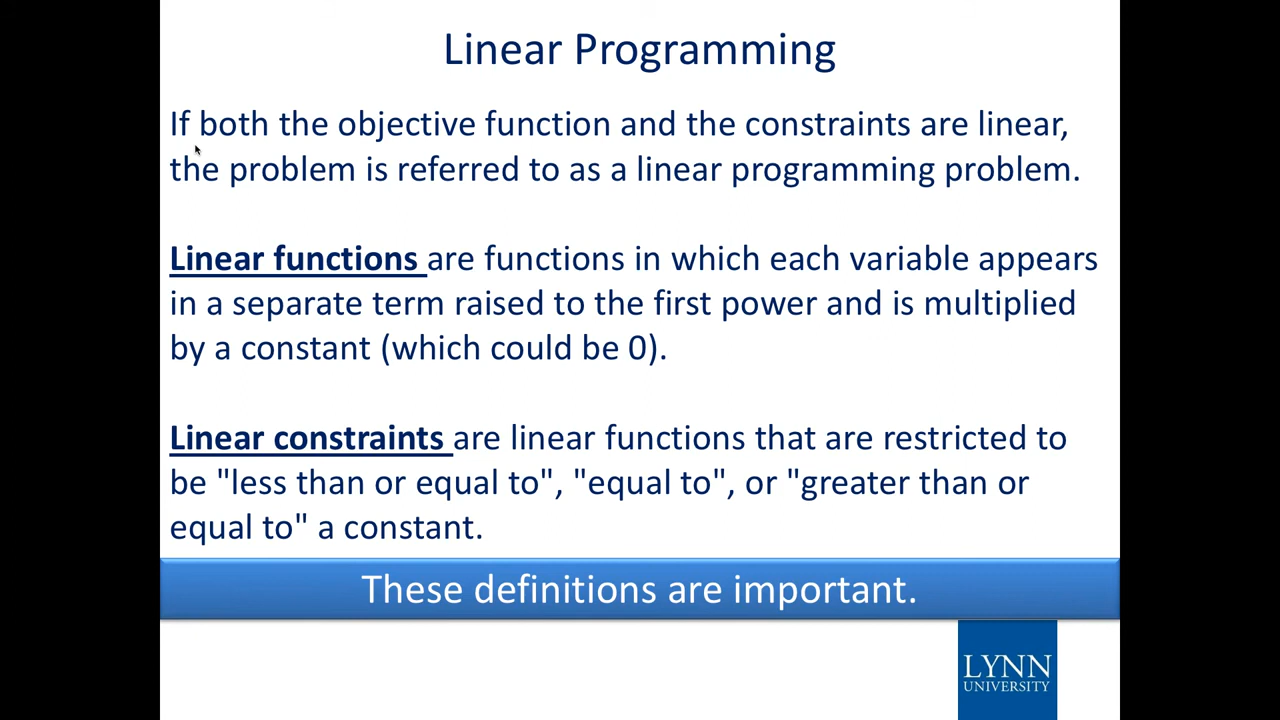 Linear Programming
If both the objective function and the constraints are linear,
the problem is referred to as a linear programming problem.
Linear functions are functions in which each variable appears
in a separate term raised to the first power and is multiplied
by a constant (which could be 0).
Linear constraints are linear functions that are restricted to
be "less than or equal to", "equal to", or "greater than or
equal to" a constant.
These definitions are important.
LYNN
UNIVERSITY